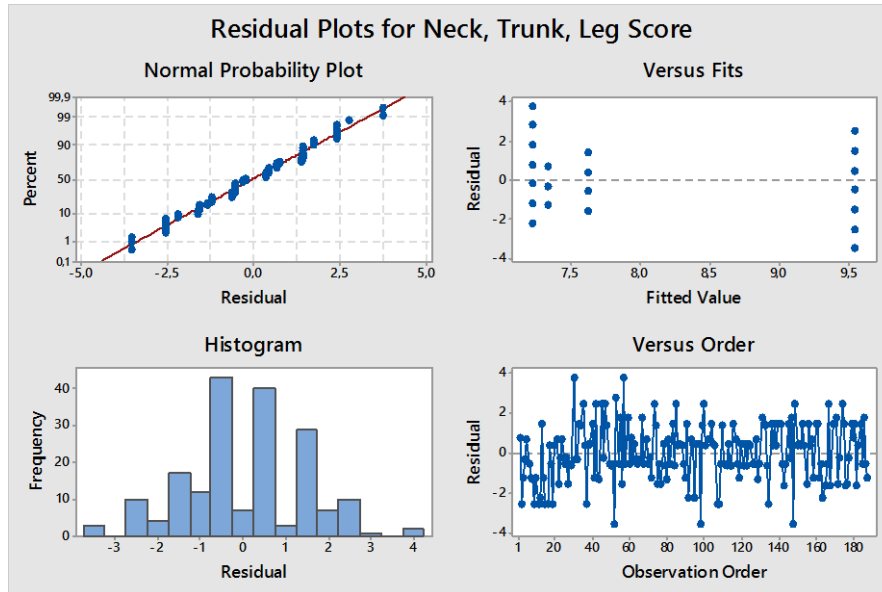 Residual Plots for Neck, Trunk, Leg Score
Normal Probability Plot
99,9
99
90
50
10
1
0,1
Percent
-5,0 -2,5 0,0 2,5 5,0
Residual
Versus Fits
4
2
0
-2
-4
Residual
7,5 8,0 8,5 9,0 9,5
Fitted Value
Histogram
40
30
20
10
0
Frequency
-3 -2 -1 0 1 2 3 4
Residual
Versus Order
4
2
0
-2
-4
Residual
1 20 40 60 80 100 120 140 160 180
Observation Order